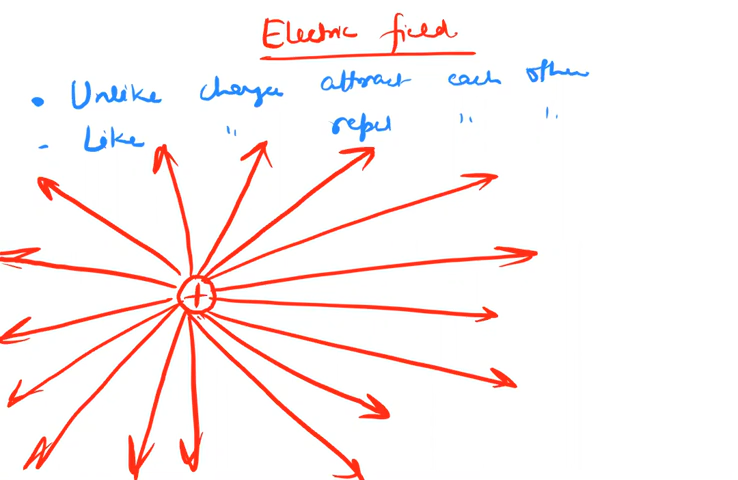 Electric field
• Unlike charges attract each other
- Like " repel " "
+